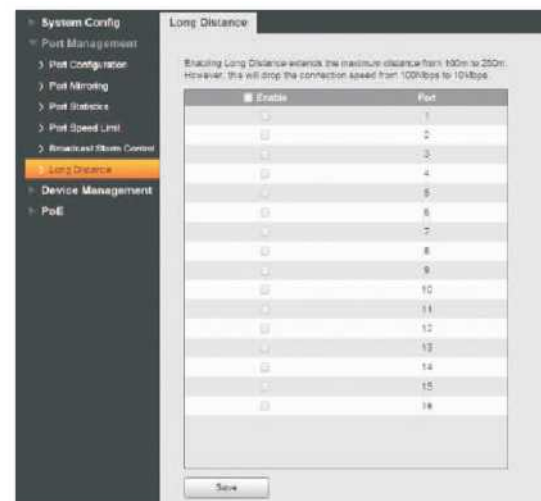 System Config
Port Management
Port Configuration
Port Mirroring
Port Statistics
Port Speed Limit
Broadcast Storm Control
Long Distance
Device Management
PoE
Long Distance
Enabling Long Distance extends the maximum distance from 100m to 250m.
However, this will drop the connection speed from 100Mbps to 10Mbps.
Enable Port
1
2
3
4
5
6
7
8
9
10
11
12
13
14
15
16
Save